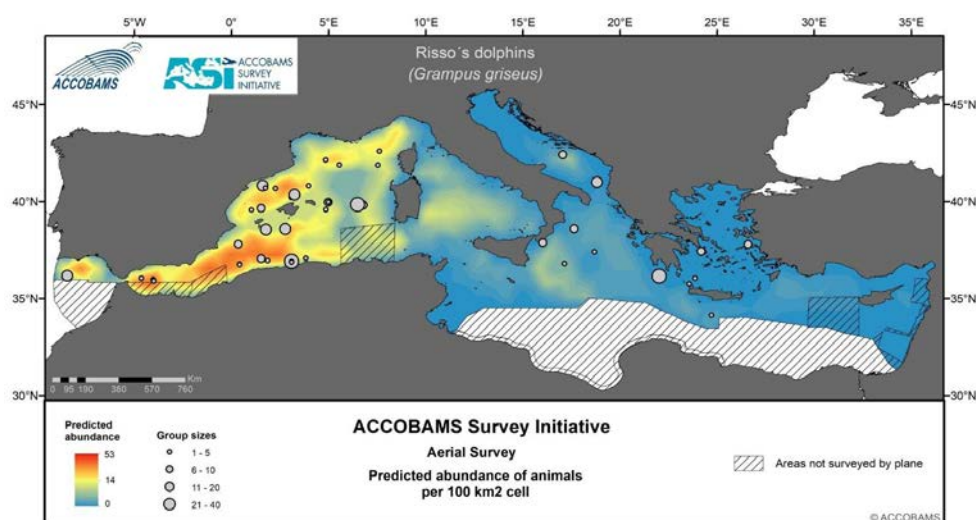 5°W 0° 5°E 10°E 15°E 20°E 25°E 30°E 35°E
ACCOBAMS
ASI ACCOBAMS
SURVEY
INITIATIVE
Risso´s dolphins
(Grampus griseus)
45°N 45°N
40°N 40°N
35°N 35°N
30°N 30°N
Km
0 95 190 380 570 760
ACCOBAMS Survey Initiative
Aerial Survey
Predicted abundance of animals
per 100 km2 cell
Predicted
abundance
53
14
0
Group sizes
1 - 5
6 - 10
11 - 20
21 - 40
Areas not surveyed by plane
© ACCOBAMS